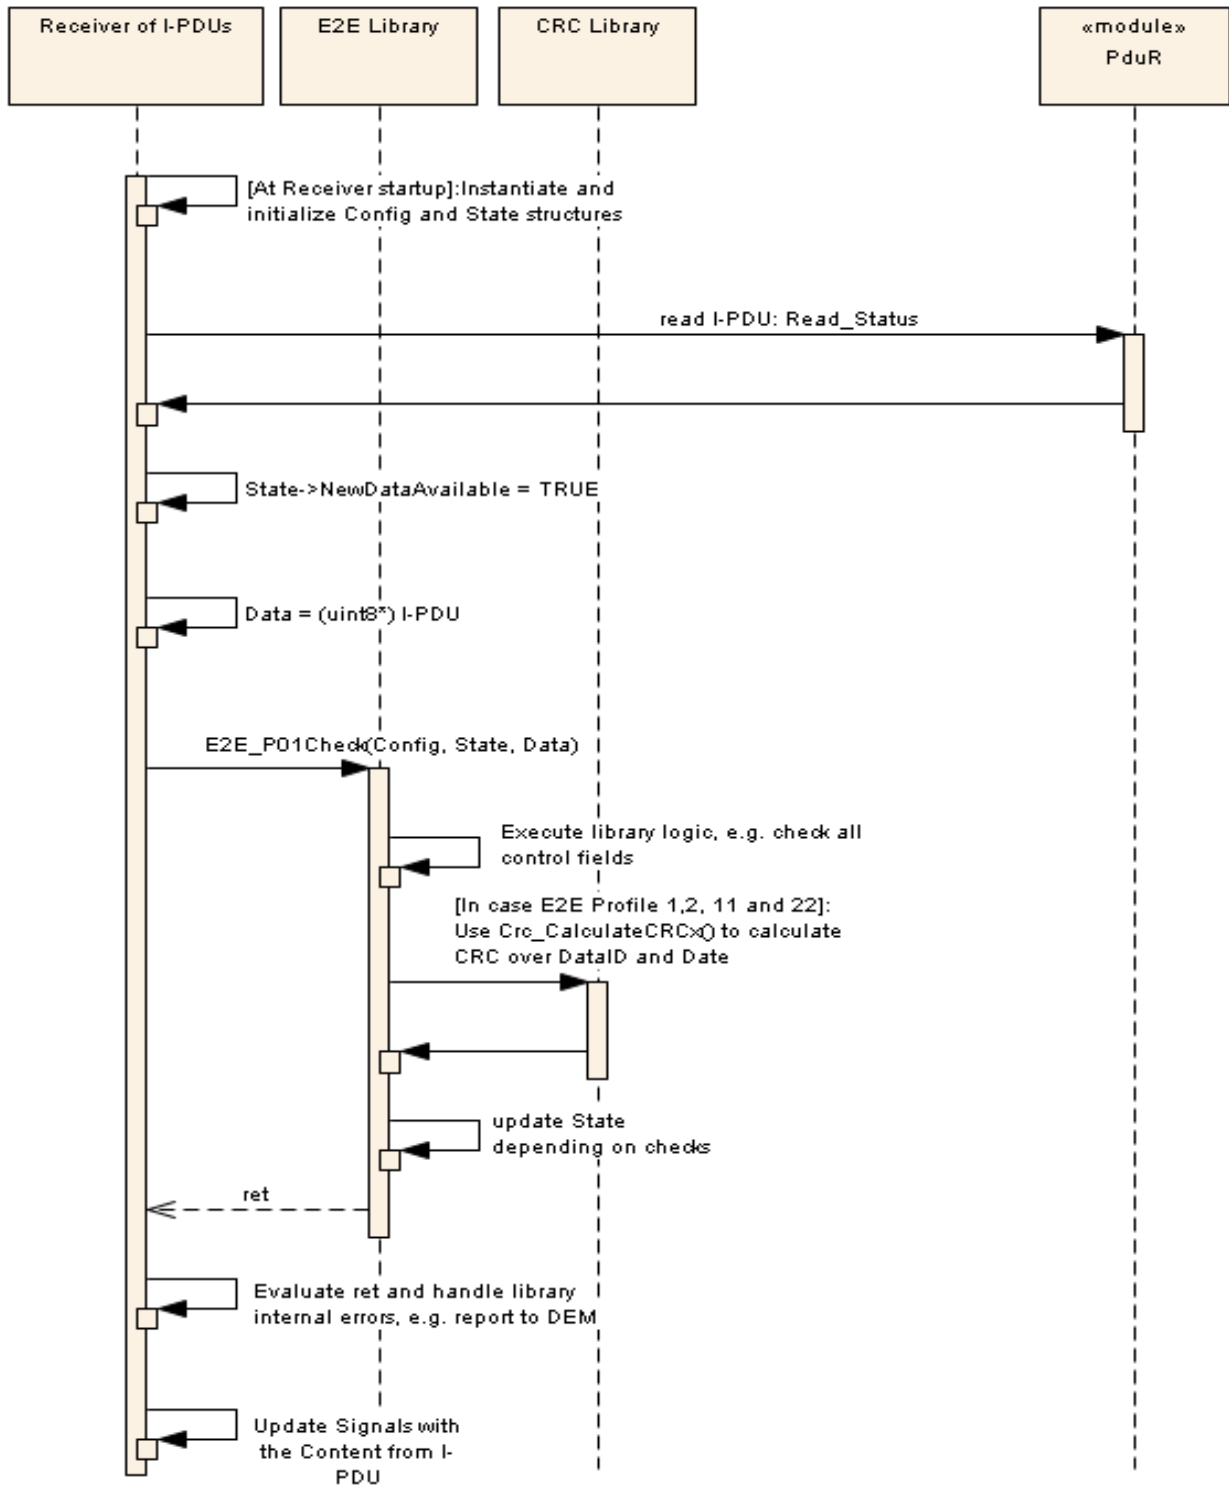 Receiver of I-PDUs
E2E Library
CRC Library
«module»
PduR
[At Receiver startup]:Instantiate and
initialize Config and State structures
read I-PDU: Read_Status
State->NewDataAvailable = TRUE
Data = (uint8*) I-PDU
E2E_P01Check(Config, State, Data)
Execute library logic, e.g. check all
control fields
[In case E2E Profile 1,2, 11 and 22]:
Use Crc_CalculateCRCx() to calculate
CRC over DataID and Date
update State
depending on checks
ret
Evaluate ret and handle library
internal errors, e.g. report to DEM
Update Signals with
the Content from I-
PDU